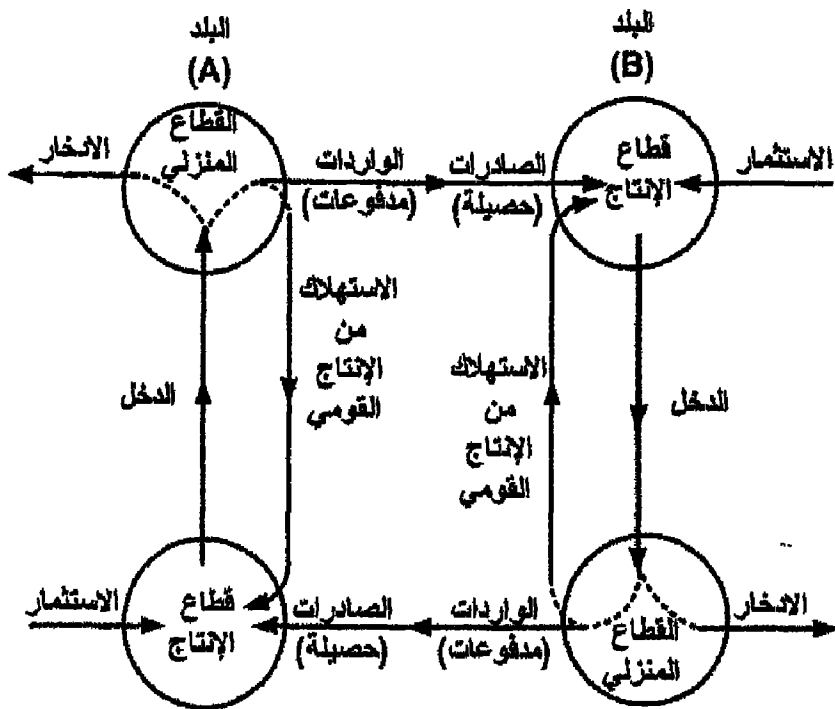 البلد
(A)
البلد
(B)
القطاع
المنزلي
الادخار
الواردات
(مدفوعات)
الصادرات
(حصيلة)
قطاع
الإنتاج
الاستثمار
الاستهلاك
من
الإنتاج
القومي
الدخل
الاستهلاك
من
الإنتاج
القومي
الدخل
الاستثمار
قطاع
الإنتاج
الصادرات
(حصيلة)
الواردات
(مدفوعات)
القطاع
المنزلي
الادخار